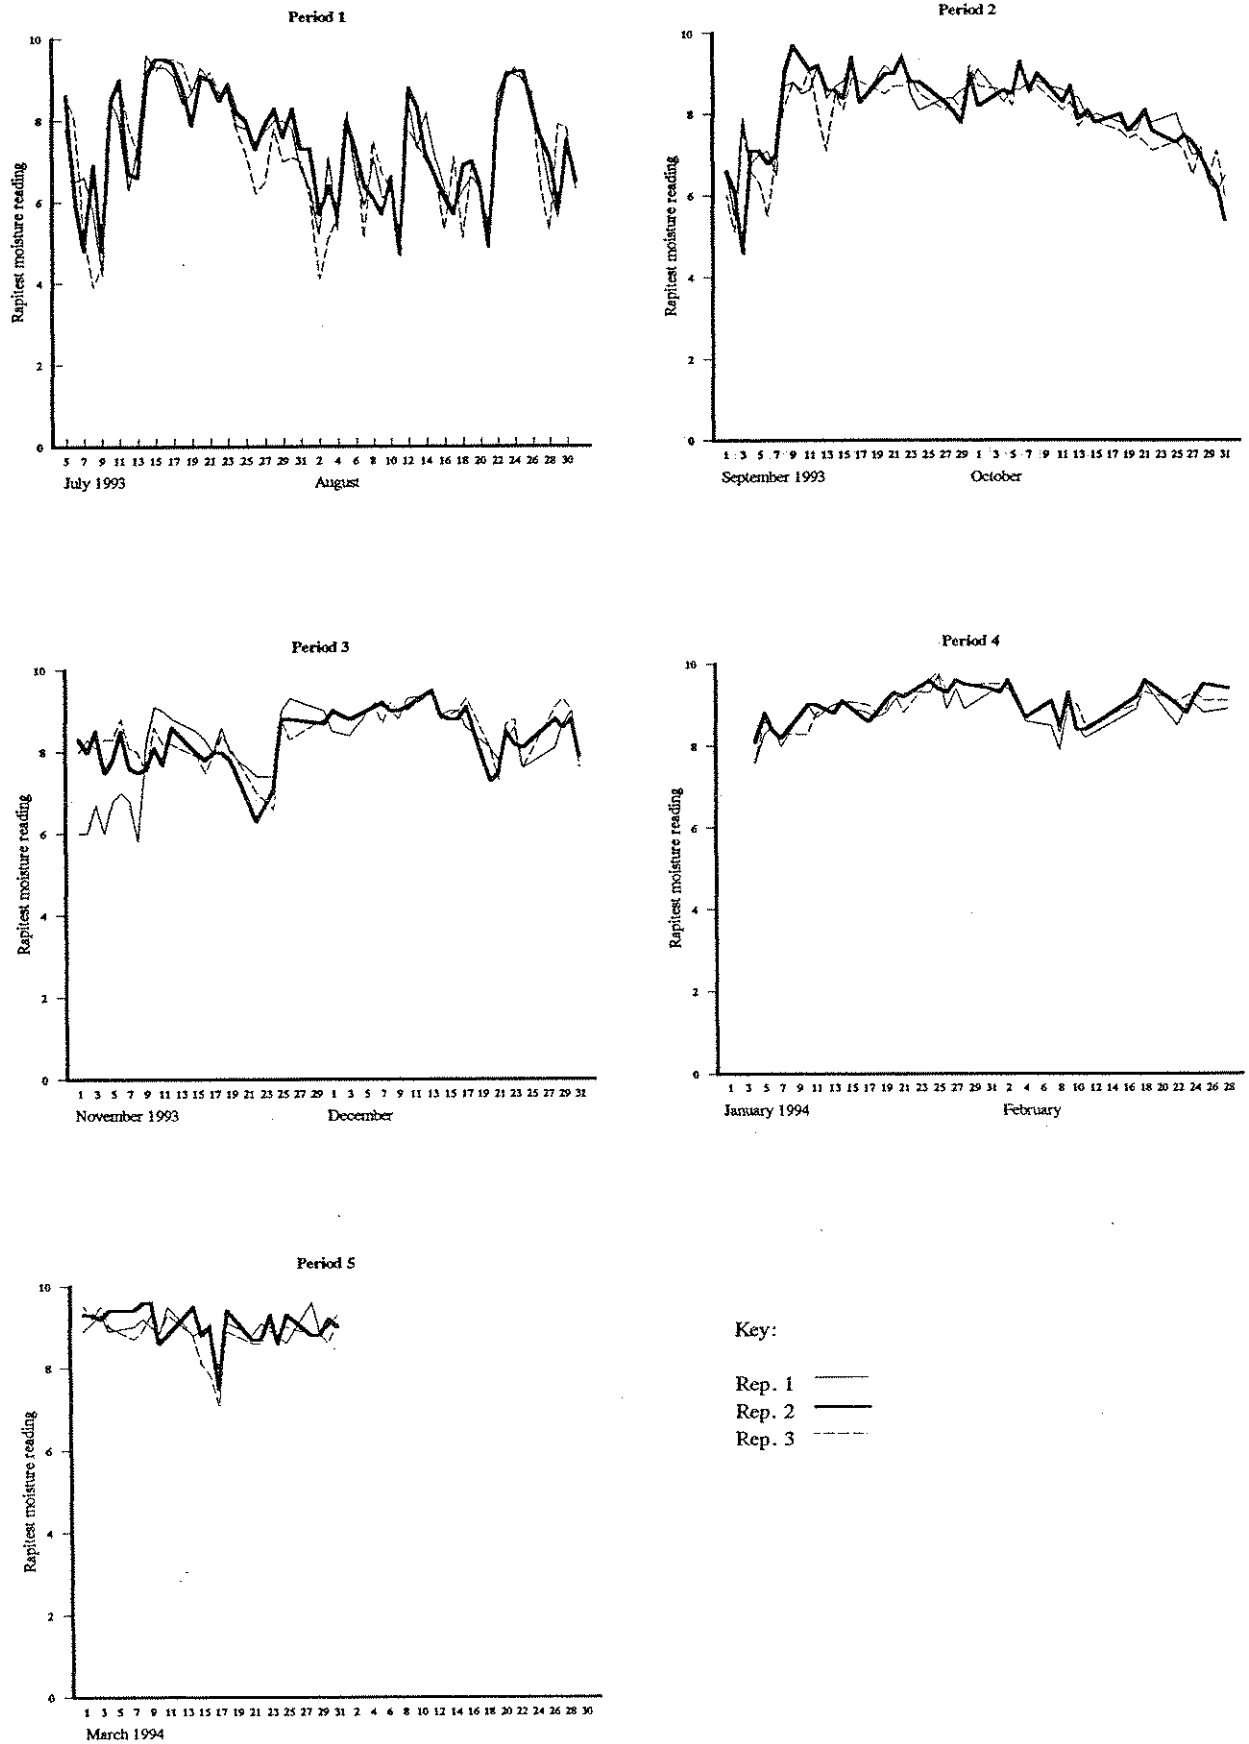 Period 1
10
8
6
4
2
0
Rapitest moisture reading
5 7 9 11 13 15 17 19 21 23 25 27 29 31 2 4 6 8 10 12 14 16 18 20 22 24 26 28 30
July 1993 August
Period 2
10
8
6
4
2
0
Rapitest moisture reading
1 3 5 7 9 11 13 15 17 19 21 23 25 27 29 1 3 5 7 9 11 13 15 17 19 21 23 25 27 29 31
September 1993 October
Period 3
10
8
6
4
2
0
Rapitest moisture reading
1 3 5 7 9 11 13 15 17 19 21 23 25 27 29 1 3 5 7 9 11 13 15 17 19 21 23 25 27 29 31
November 1993 December
Period 4
10
8
6
4
2
0
Rapitest moisture reading
1 3 5 7 9 11 13 15 17 19 21 23 25 27 29 31 2 4 6 8 10 12 14 16 18 20 22 24 26 28
January 1994 February
Period 5
10
8
6
4
2
0
Rapitest moisture reading
1 3 5 7 9 11 13 15 17 19 21 23 25 27 29 31 2 4 6 8 10 12 14 16 18 20 22 24 26 28 30
March 1994
Key:
Rep. 1
Rep. 2
Rep. 3